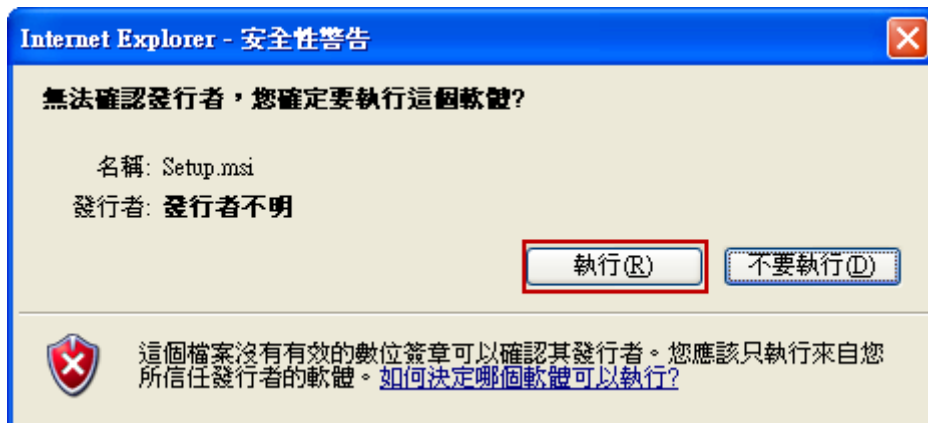 Internet Explorer - 安全性警告
無法確認發行者，您確定要執行這個軟體?
名稱: Setup.msi
發行者: 發行者不明
執行(R)
不要執行(D)
這個檔案沒有有效的數位簽章可以確認其發行者。您應該只執行來自您
所信任發行者的軟體。如何決定哪個軟體可以執行?